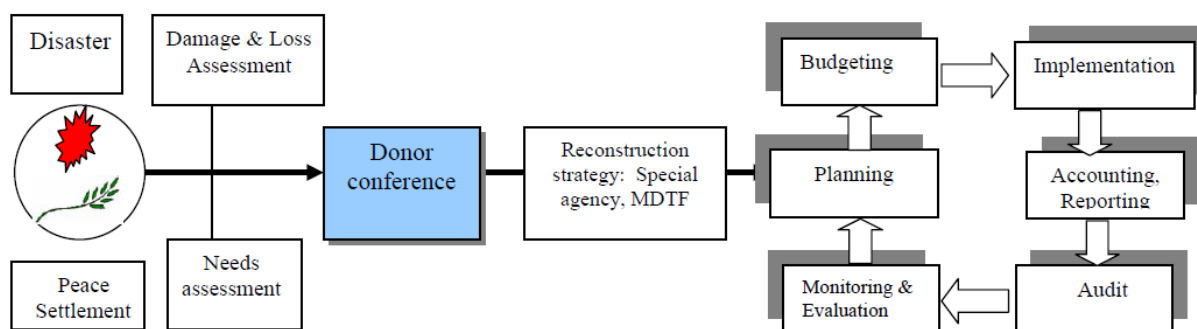 Disaster
Damage & Loss
Assessment
Peace
Settlement
Needs
assessment
Donor
conference
Reconstruction
strategy: Special
agency, MDTF
Budgeting
Implementation
Planning
Accounting,
Reporting
Monitoring &
Evaluation
Audit